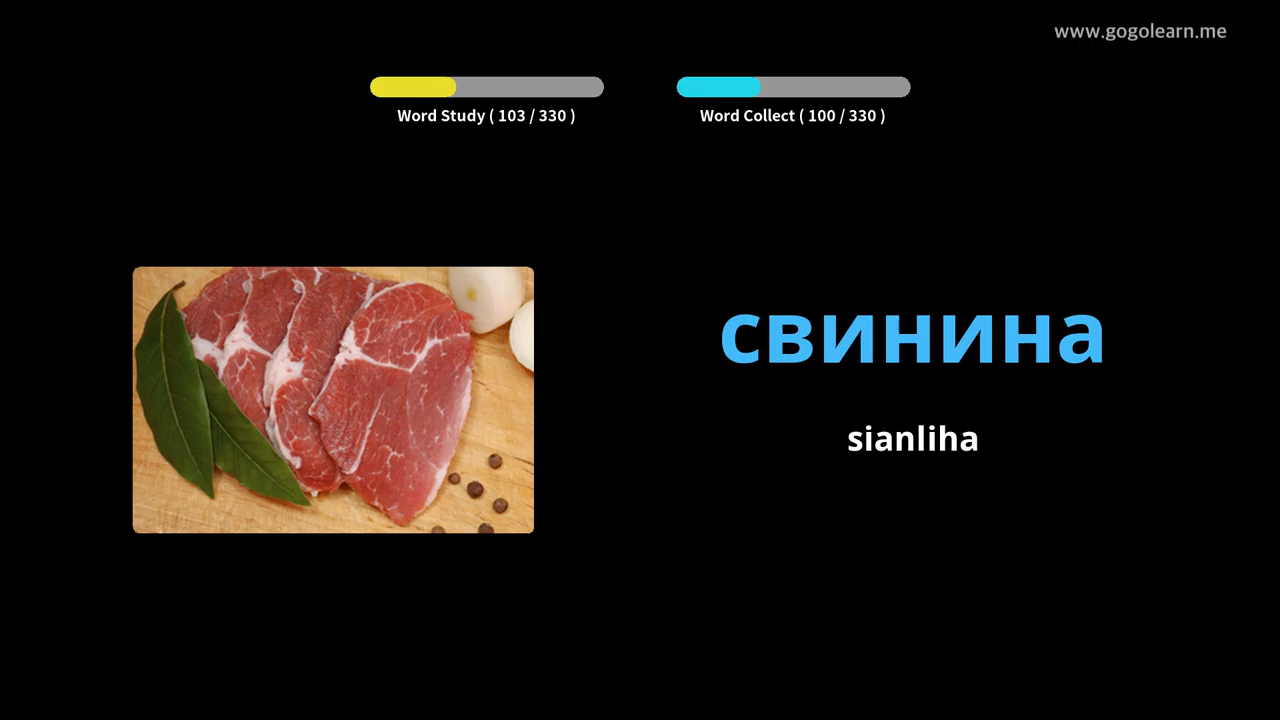 www.gogolearn.me
Word Study ( 103 / 330 )
Word Collect ( 100 / 330 )
свинина
sianliha